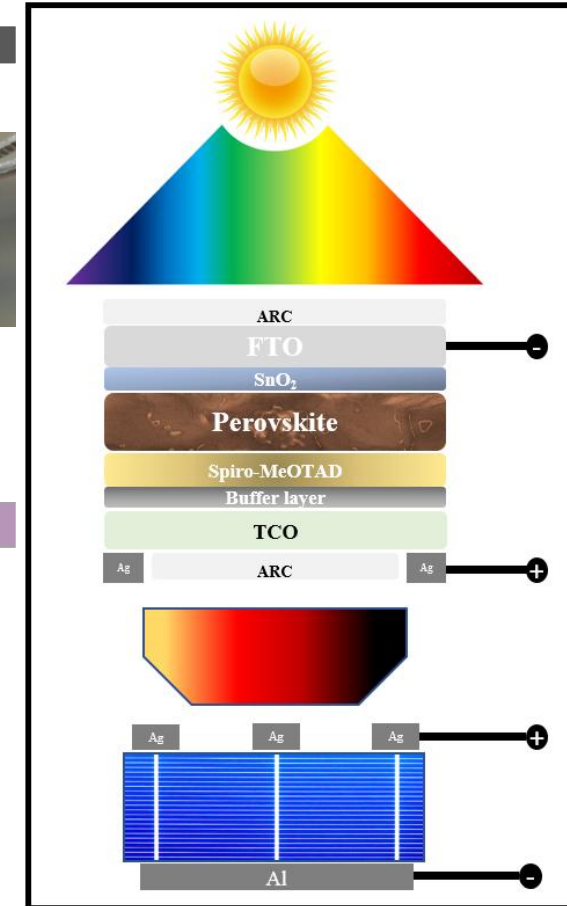 ARC
FTO
-
SnO₂
Perovskite
Spiro-MeOTAD
Buffer layer
TCO
Ag ARC Ag
+
Ag Ag Ag
+
Al
-